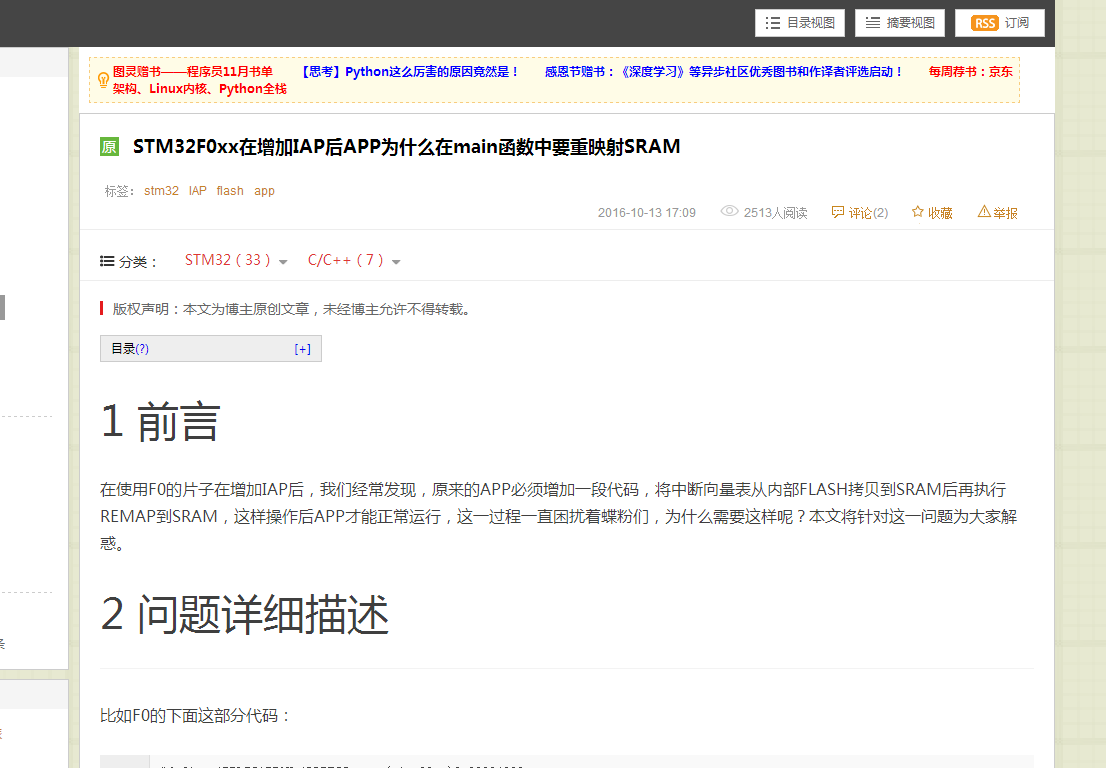 目录视图
摘要视图
RSS 订阅
图灵赠书——程序员11月书单 【思考】Python这么厉害的原因竟然是！ 感恩节赠书：《深度学习》等异步社区优秀图书和作译者评选启动！ 每周荐书：京东
架构、Linux内核、Python全栈
原 STM32F0xx在增加IAP后APP为什么在main函数中要重映射SRAM
标签： stm32 IAP flash app
2016-10-13 17:09 2513人阅读 评论(2) 收藏 举报
分类： STM32（33） C/C++（7）
版权声明：本文为博主原创文章，未经博主允许不得转载。
目录(?) [+]
1 前言
在使用F0的片子在增加IAP后，我们经常发现，原来的APP必须增加一段代码，将中断向量表从内部FLASH拷贝到SRAM后再执行
REMAP到SRAM，这样操作后APP才能正常运行，这一过程一直困扰着蝶粉们，为什么需要这样呢？本文将针对这一问题为大家解
惑。
2 问题详细描述
比如F0的下面这部分代码：